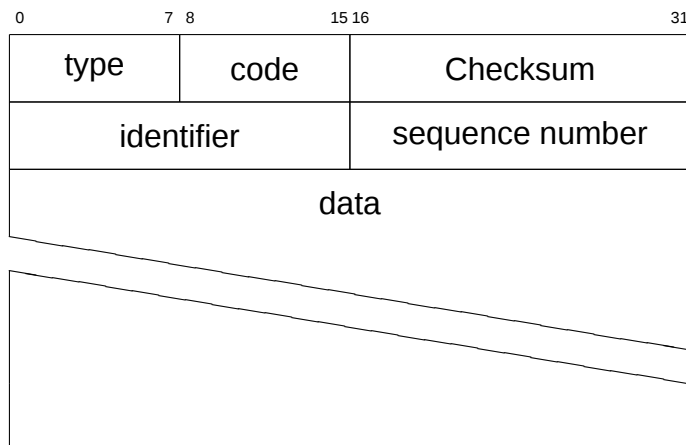 0 7 8 15 16 31
type code Checksum
identifier sequence number
data